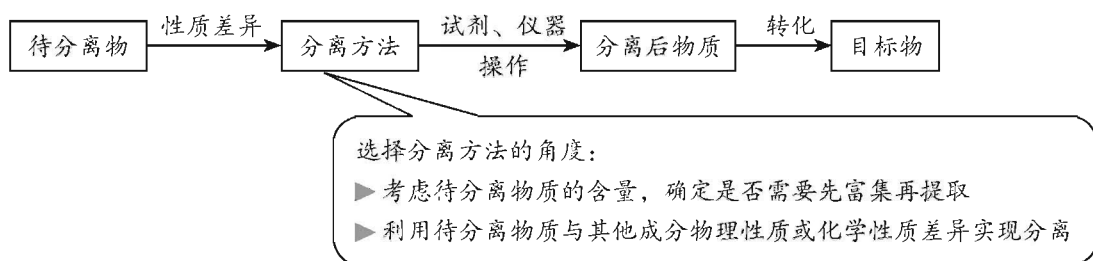 待分离物
性质差异
分离方法
试剂、仪器
操作
分离后物质
转化
目标物
选择分离方法的角度：
▶考虑待分离物质的含量，确定是否需要先富集再提取
▶利用待分离物质与其他成分物理性质或化学性质差异实现分离